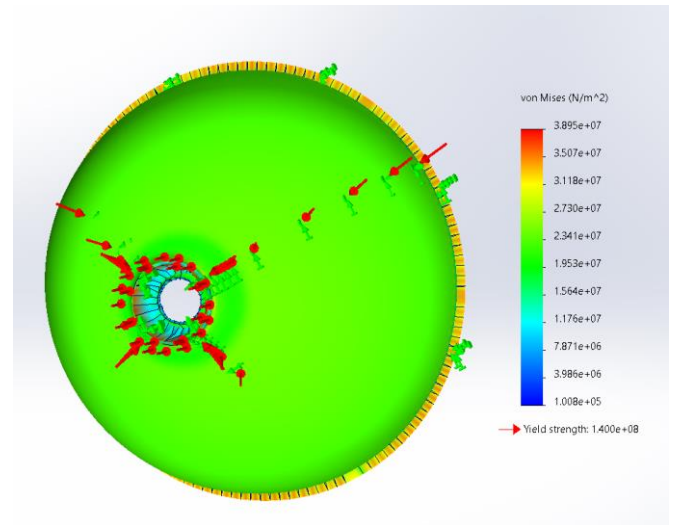 von Mises (N/m^2)
3.895e+07
3.507e+07
3.118e+07
2.730e+07
2.341e+07
1.953e+07
1.564e+07
1.176e+07
7.871e+06
3.986e+06
1.008e+05
Yield strength: 1.400e+08